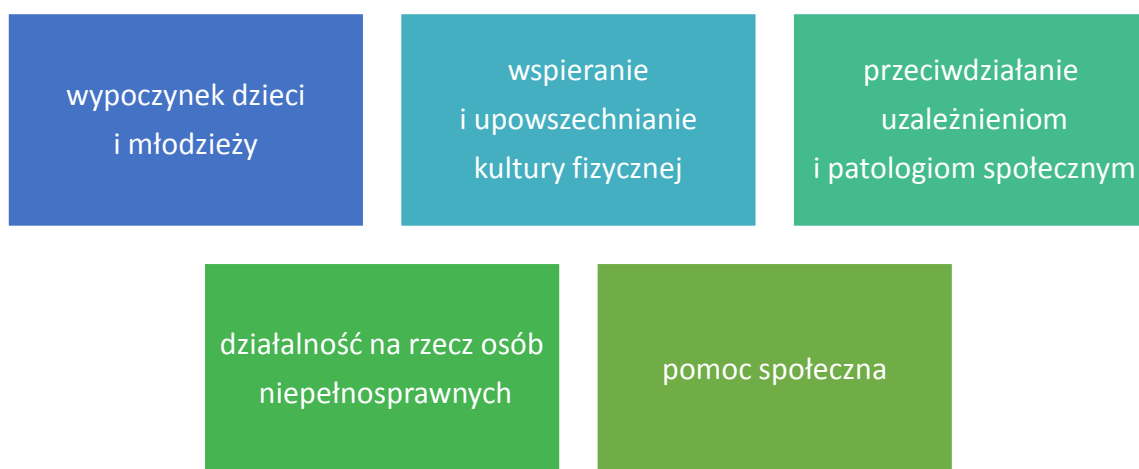 wypoczynek dzieci
i młodzieży
wspieranie
i upowszechnianie
kultury fizycznej
przeciwdziałanie
uzależnieniom
i patologiom społecznym
działalność na rzecz osób
niepełnosprawnych
pomoc społeczna